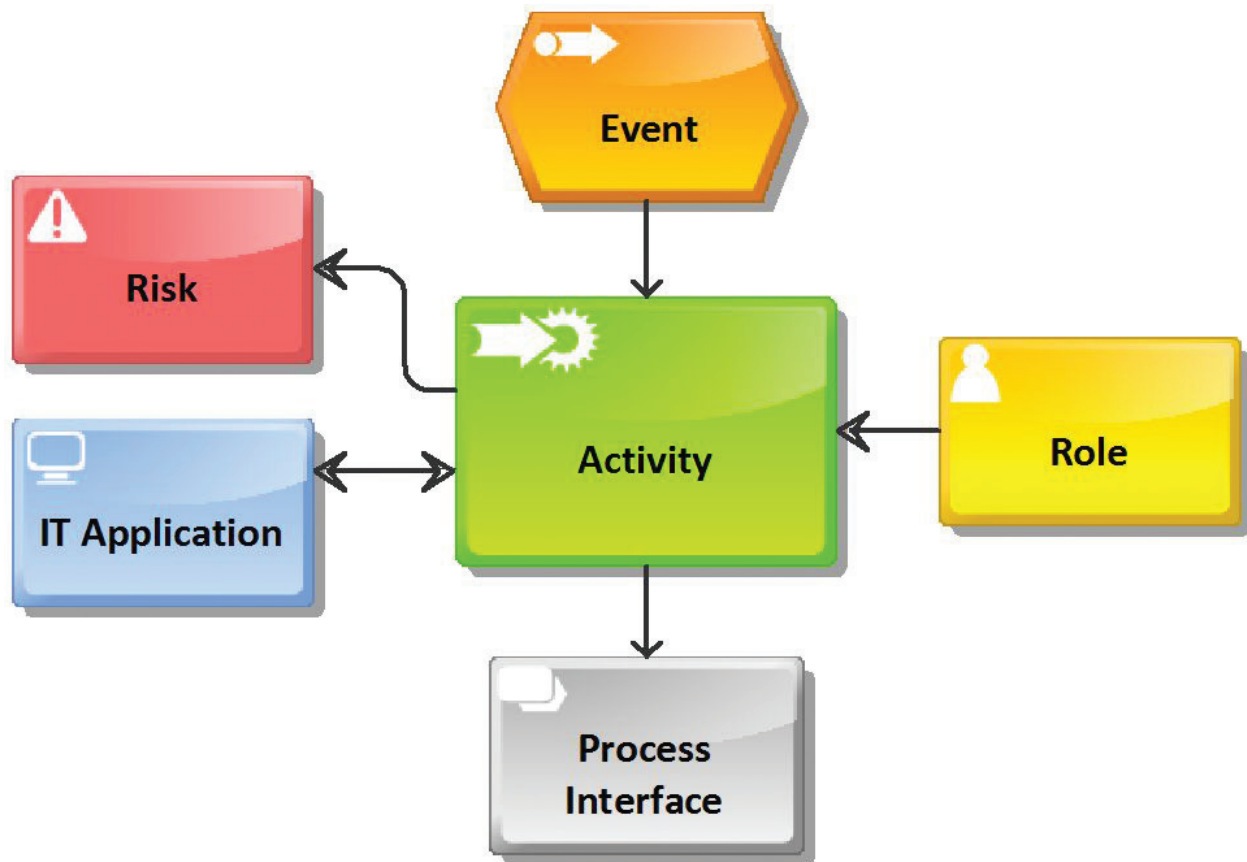 Event
Risk
Activity
Role
IT Application
Process
Interface